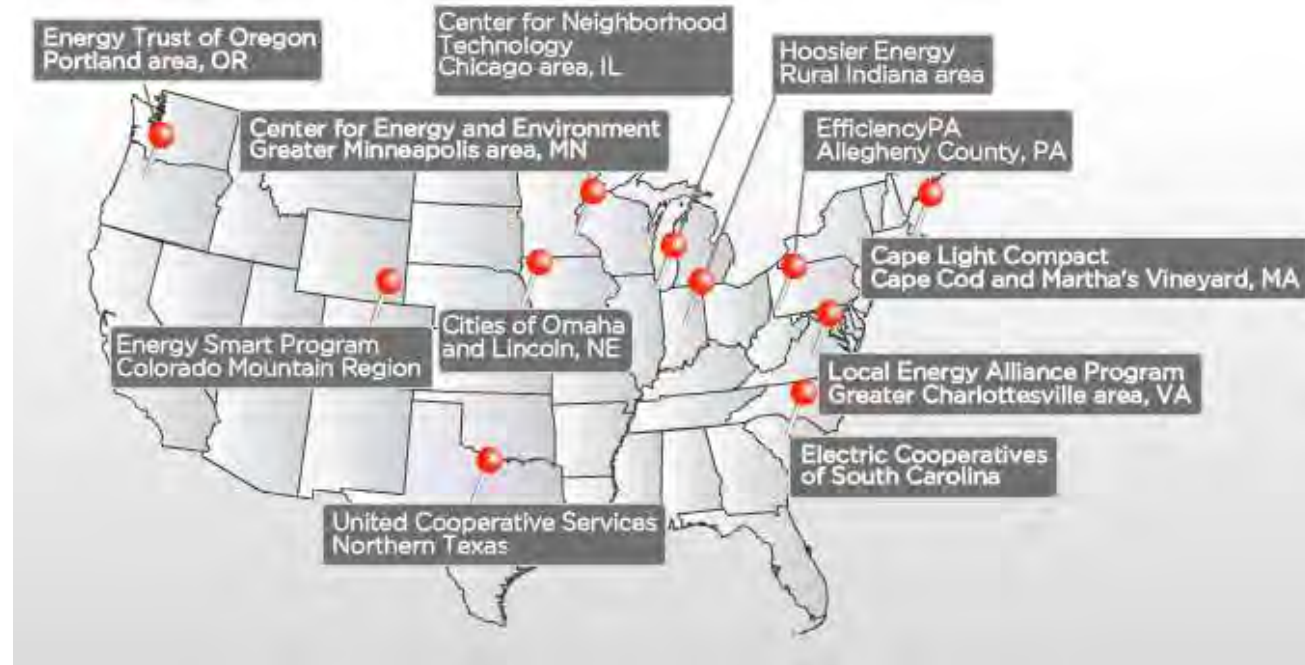 Energy Trust of Oregon
Portland area, OR
Center for Neighborhood
Technology
Chicago area, IL
Hoosier Energy
Rural Indiana area
Center for Energy and Environment
Greater Minneapolis area, MN
EfficiencyPA
Allegheny County, PA
Cape Light Compact
Cape Cod and Martha's Vineyard, MA
Energy Smart Program
Colorado Mountain Region
Cities of Omaha
and Lincoln, NE
Local Energy Alliance Program
Greater Charlottesville area, VA
Electric Cooperatives
of South Carolina
United Cooperative Services
Northern Texas